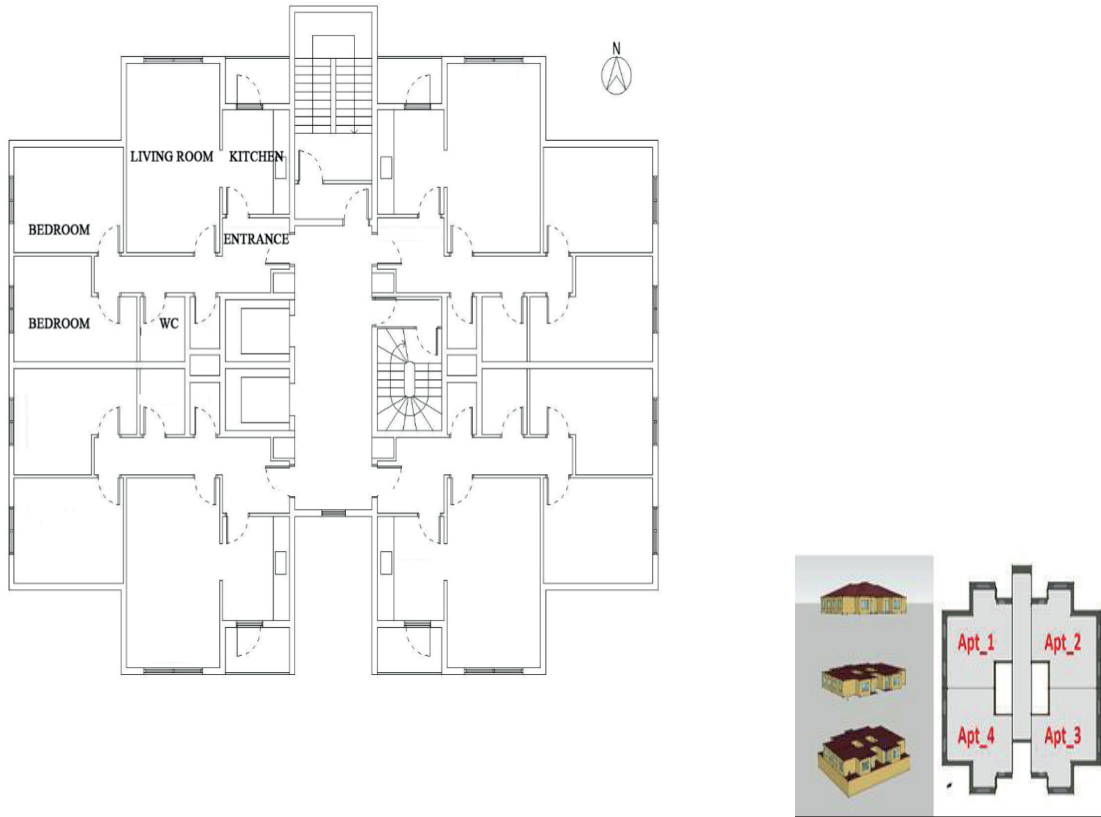 N
LIVING ROOM
KITCHEN
BEDROOM
ENTRANCE
BEDROOM
WC
Apt_1
Apt_2
Apt_4
Apt_3